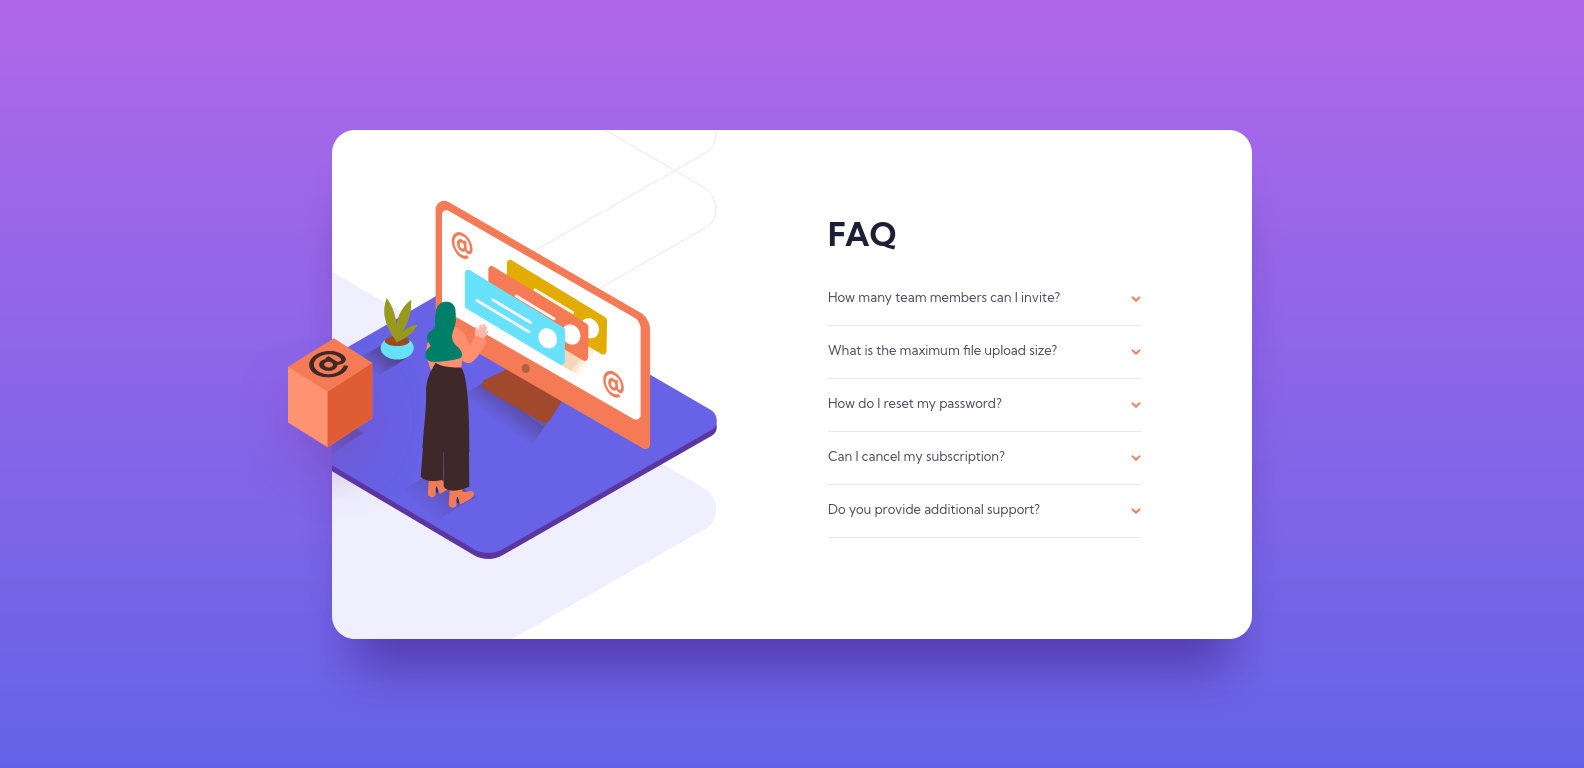 @
@
@
FAQ
How many team members can I invite?
What is the maximum file upload size?
How do I reset my password?
Can I cancel my subscription?
Do you provide additional support?